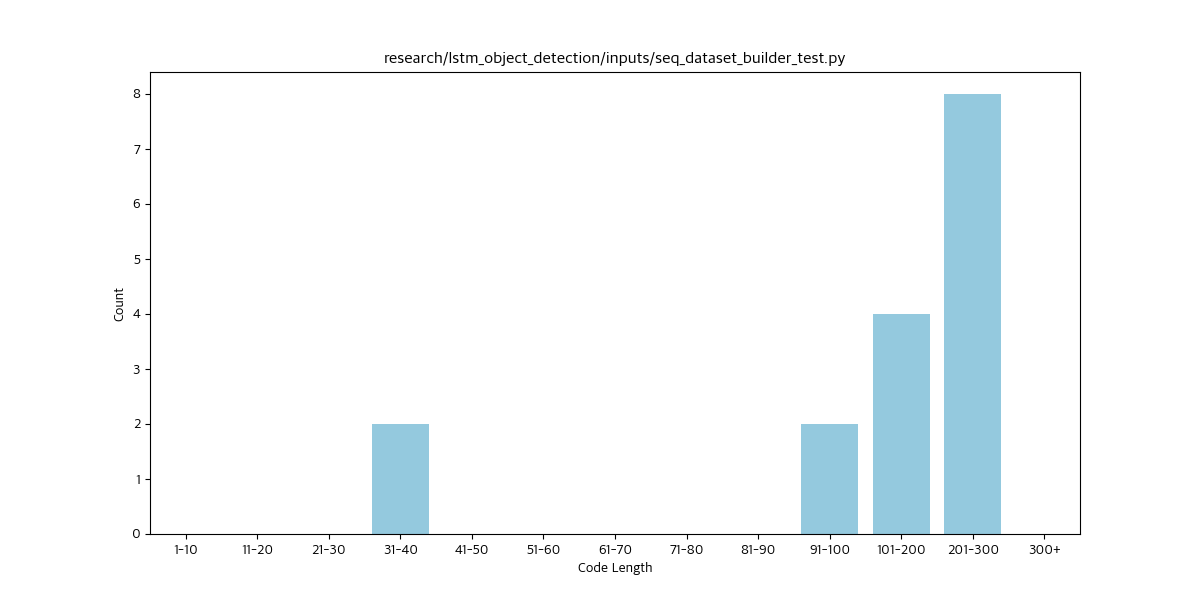 research/lstm_object_detection/inputs/seq_dataset_builder_test.py
8
7
6
5
4
3
2
1
0
Count
1-10 11-20 21-30 31-40 41-50 51-60 61-70 71-80 81-90 91-100 101-200 201-300 300+
Code Length